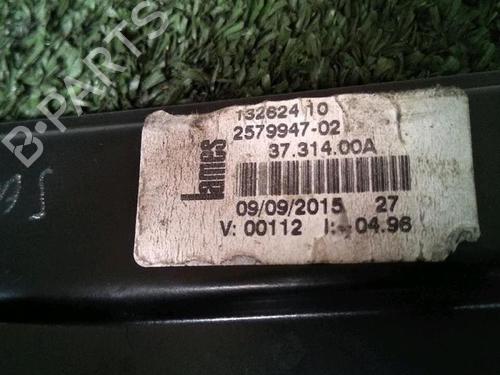 B-PARTS
13262410
2579947-02
37.314.00A
Lames
09/09/2015 27
V: 00112 I:- 04.96